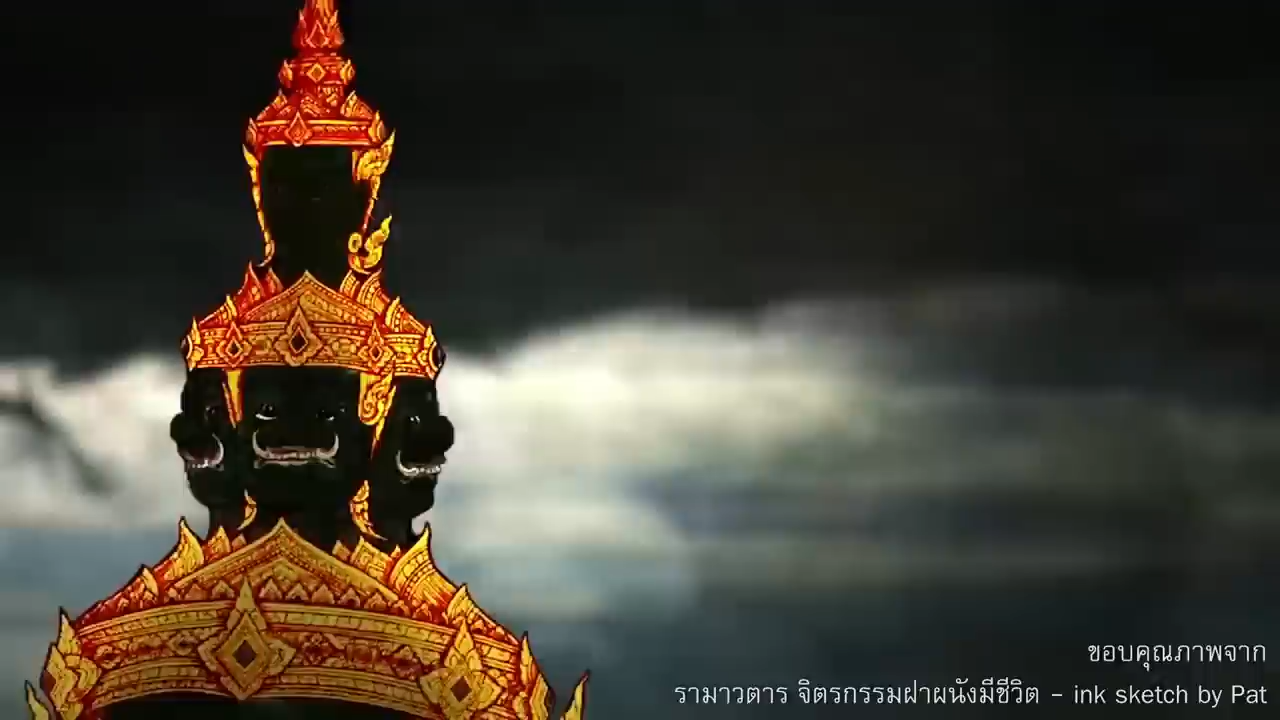 ขอบคุณภาพจาก
รามาวตาร จิตรกรรมฝาผนังมีชีวิต - ink sketch by Pat